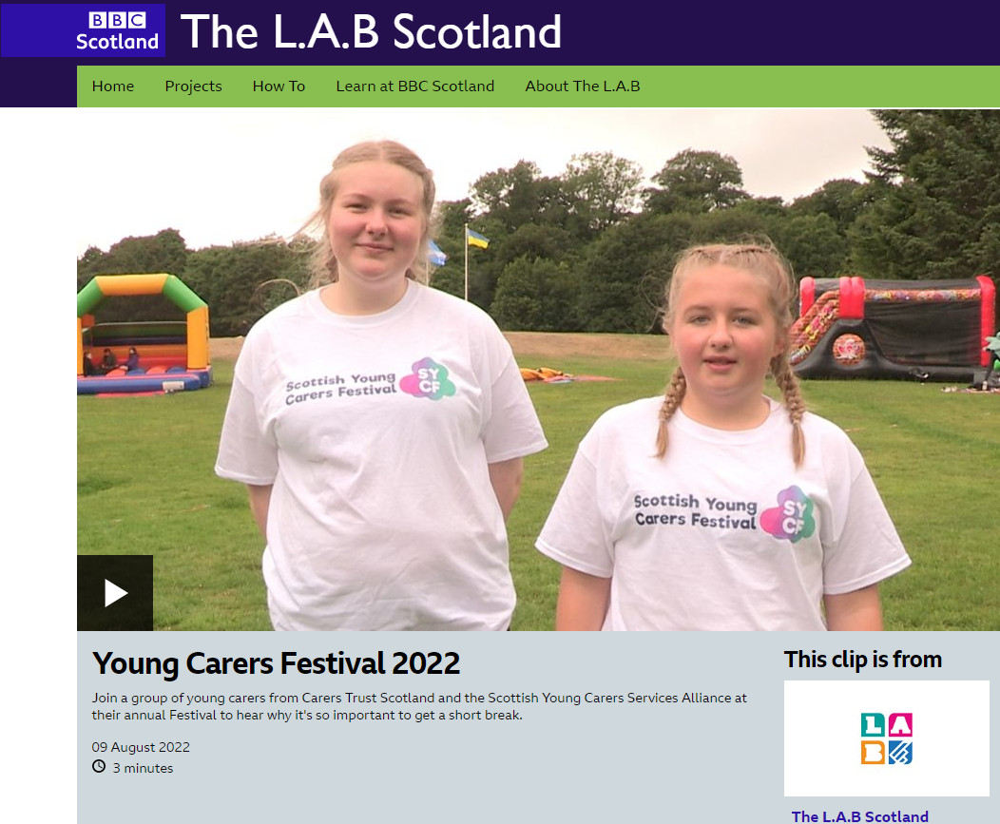 BBC
Scotland
The L.A.B Scotland
Home Projects How To Learn at BBC Scotland About The L.A.B
Scottish Young
Carers Festival
SY
CF
Scottish Young
Carers Festival
SY
CF
Young Carers Festival 2022
Join a group of young carers from Carers Trust Scotland and the Scottish Young Carers Services Alliance at
their annual Festival to hear why it's so important to get a short break.
09 August 2022
3 minutes
This clip is from
LA
B
The L.A.B Scotland